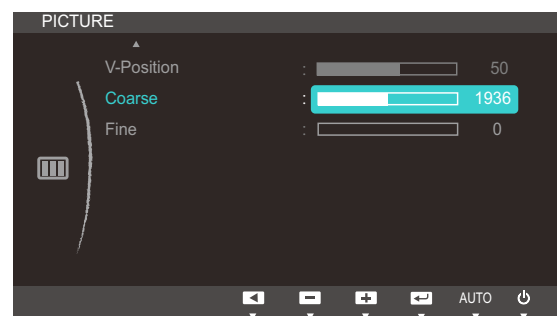 PICTURE
V-Position : 50
Coarse : 1936
Fine : 0
AUTO